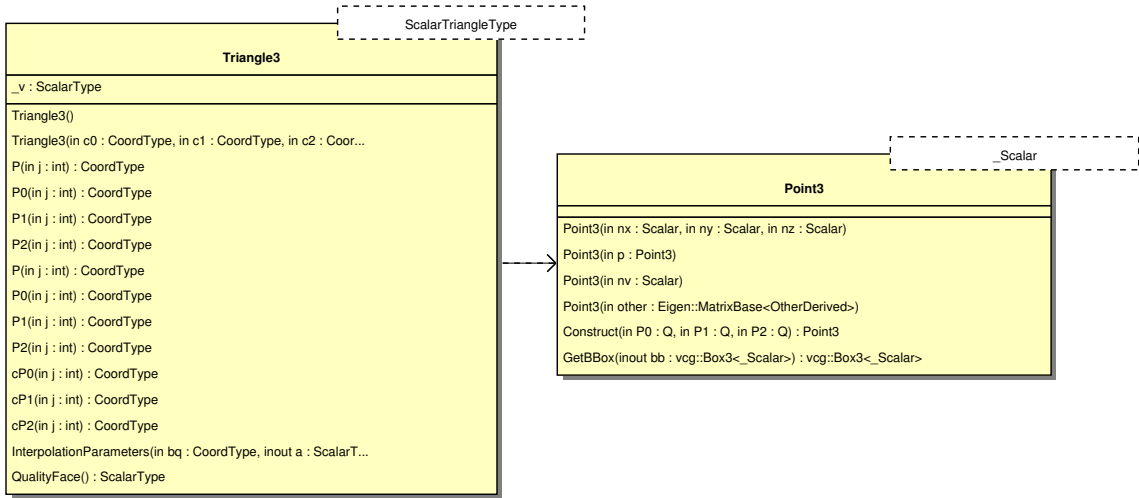 ScalarTriangleType
Triangle3
_v : ScalarType
Triangle3()
Triangle3(in c0 : CoordType, in c1 : CoordType, in c2 : Coor...
P(in j : int) : CoordType
P0(in j : int) : CoordType
P1(in j : int) : CoordType
P2(in j : int) : CoordType
P(in j : int) : CoordType
P0(in j : int) : CoordType
P1(in j : int) : CoordType
P2(in j : int) : CoordType
cP0(in j : int) : CoordType
cP1(in j : int) : CoordType
cP2(in j : int) : CoordType
InterpolationParameters(in bq : CoordType, inout a : ScalarT...
QualityFace() : ScalarType
_Scalar
Point3
Point3(in nx : Scalar, in ny : Scalar, in nz : Scalar)
Point3(in p : Point3)
Point3(in nv : Scalar)
Point3(in other : Eigen::MatrixBase<OtherDerived>)
Construct(in P0 : Q, in P1 : Q, in P2 : Q) : Point3
GetBBox(inout bb : vcg::Box3<_Scalar>) : vcg::Box3<_Scalar>